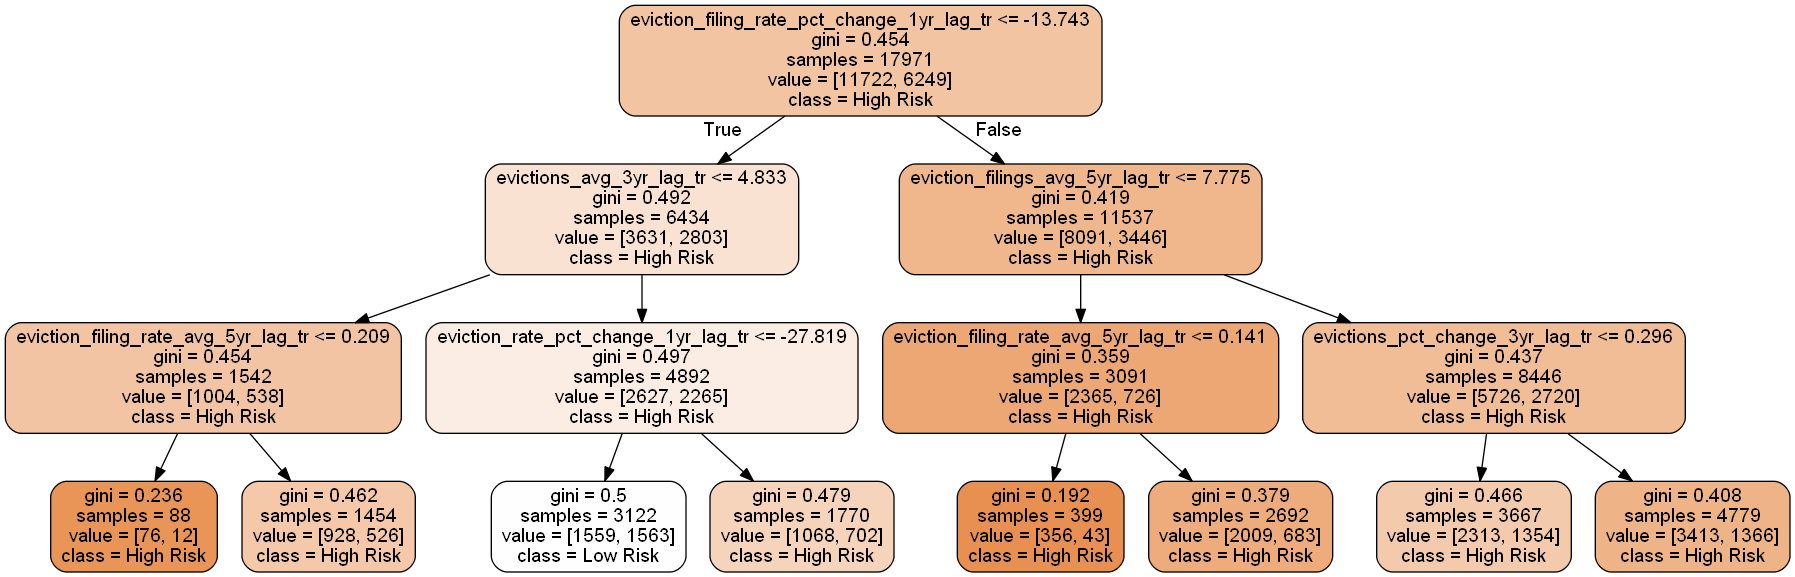 eviction_filing_rate_pct_change_1yr_lag_tr <= -13.743
gini = 0.454
samples = 17971
value = [11722, 6249]
class = High Risk
True
False
evictions_avg_3yr_lag_tr <= 4.833
gini = 0.492
samples = 6434
value = [3631, 2803]
class = High Risk
eviction_filings_avg_5yr_lag_tr <= 7.775
gini = 0.419
samples = 11537
value = [8091, 3446]
class = High Risk
eviction_filing_rate_avg_5yr_lag_tr <= 0.209
gini = 0.454
samples = 1542
value = [1004, 538]
class = High Risk
eviction_rate_pct_change_1yr_lag_tr <= -27.819
gini = 0.497
samples = 4892
value = [2627, 2265]
class = High Risk
eviction_filing_rate_avg_5yr_lag_tr <= 0.141
gini = 0.359
samples = 3091
value = [2365, 726]
class = High Risk
evictions_pct_change_3yr_lag_tr <= 0.296
gini = 0.437
samples = 8446
value = [5726, 2720]
class = High Risk
gini = 0.236
samples = 88
value = [76, 12]
class = High Risk
gini = 0.462
samples = 1454
value = [928, 526]
class = High Risk
gini = 0.5
samples = 3122
value = [1559, 1563]
class = Low Risk
gini = 0.479
samples = 1770
value = [1068, 702]
class = High Risk
gini = 0.192
samples = 399
value = [356, 43]
class = High Risk
gini = 0.379
samples = 2692
value = [2009, 683]
class = High Risk
gini = 0.466
samples = 3667
value = [2313, 1354]
class = High Risk
gini = 0.408
samples = 4779
value = [3413, 1366]
class = High Risk